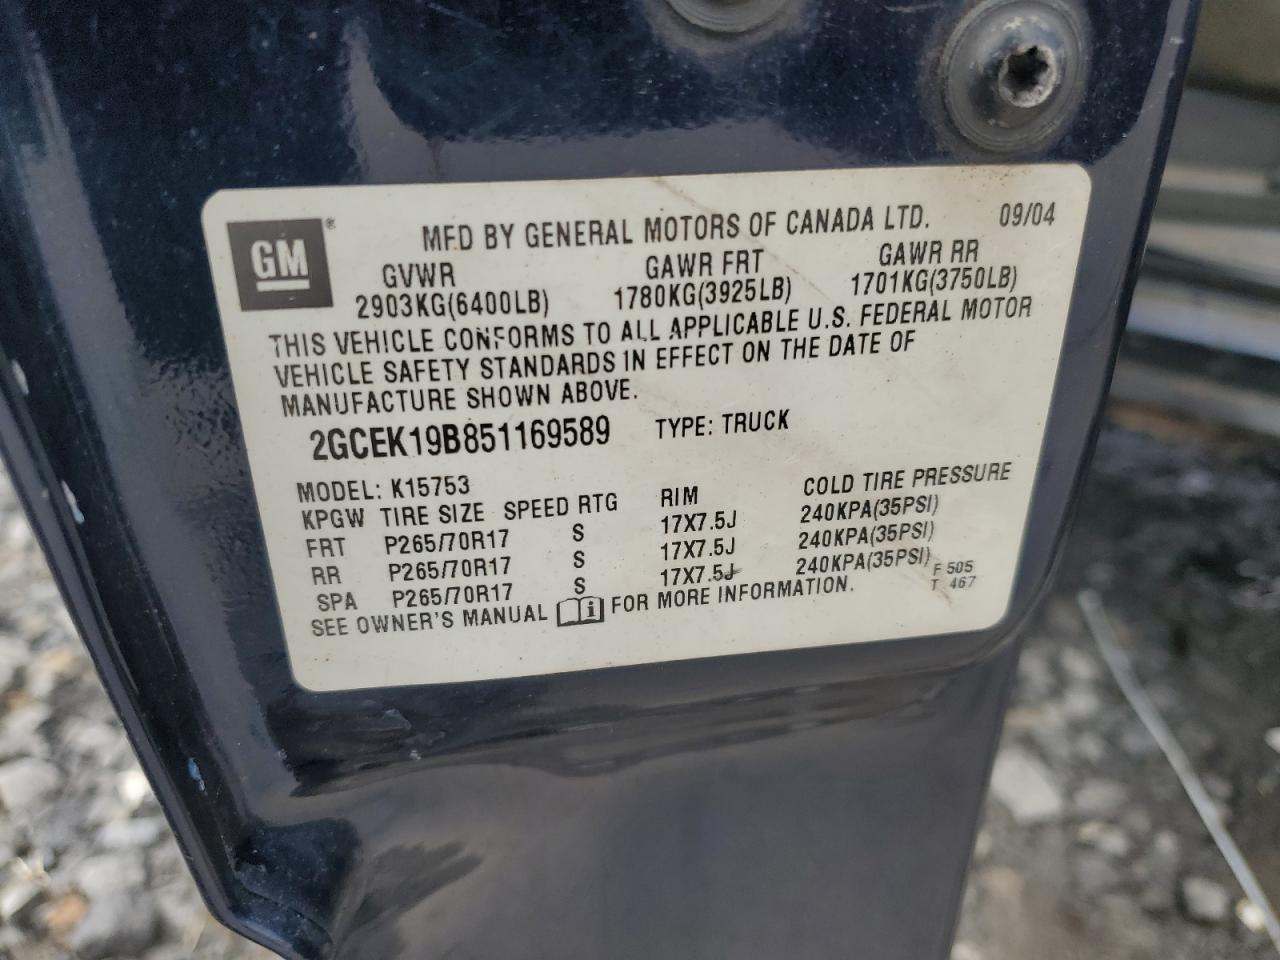 GM ®
MFD BY GENERAL MOTORS OF CANADA LTD. 09/04
GVWR GAWR FRT GAWR RR
2903KG(6400LB) 1780KG(3925LB) 1701KG(3750LB)
THIS VEHICLE CONFORMS TO ALL APPLICABLE U.S. FEDERAL MOTOR
VEHICLE SAFETY STANDARDS IN EFFECT ON THE DATE OF
MANUFACTURE SHOWN ABOVE.
2GCEK19B851169589 TYPE: TRUCK
MODEL: K15753
KPGW TIRE SIZE SPEED RTG RIM COLD TIRE PRESSURE
FRT P265/70R17 S 17X7.5J 240KPA(35PSI)
RR P265/70R17 S 17X7.5J 240KPA(35PSI)
SPA P265/70R17 S 17X7.5J 240KPA(35PSI)
SEE OWNER'S MANUAL i FOR MORE INFORMATION.
F 505
T 467